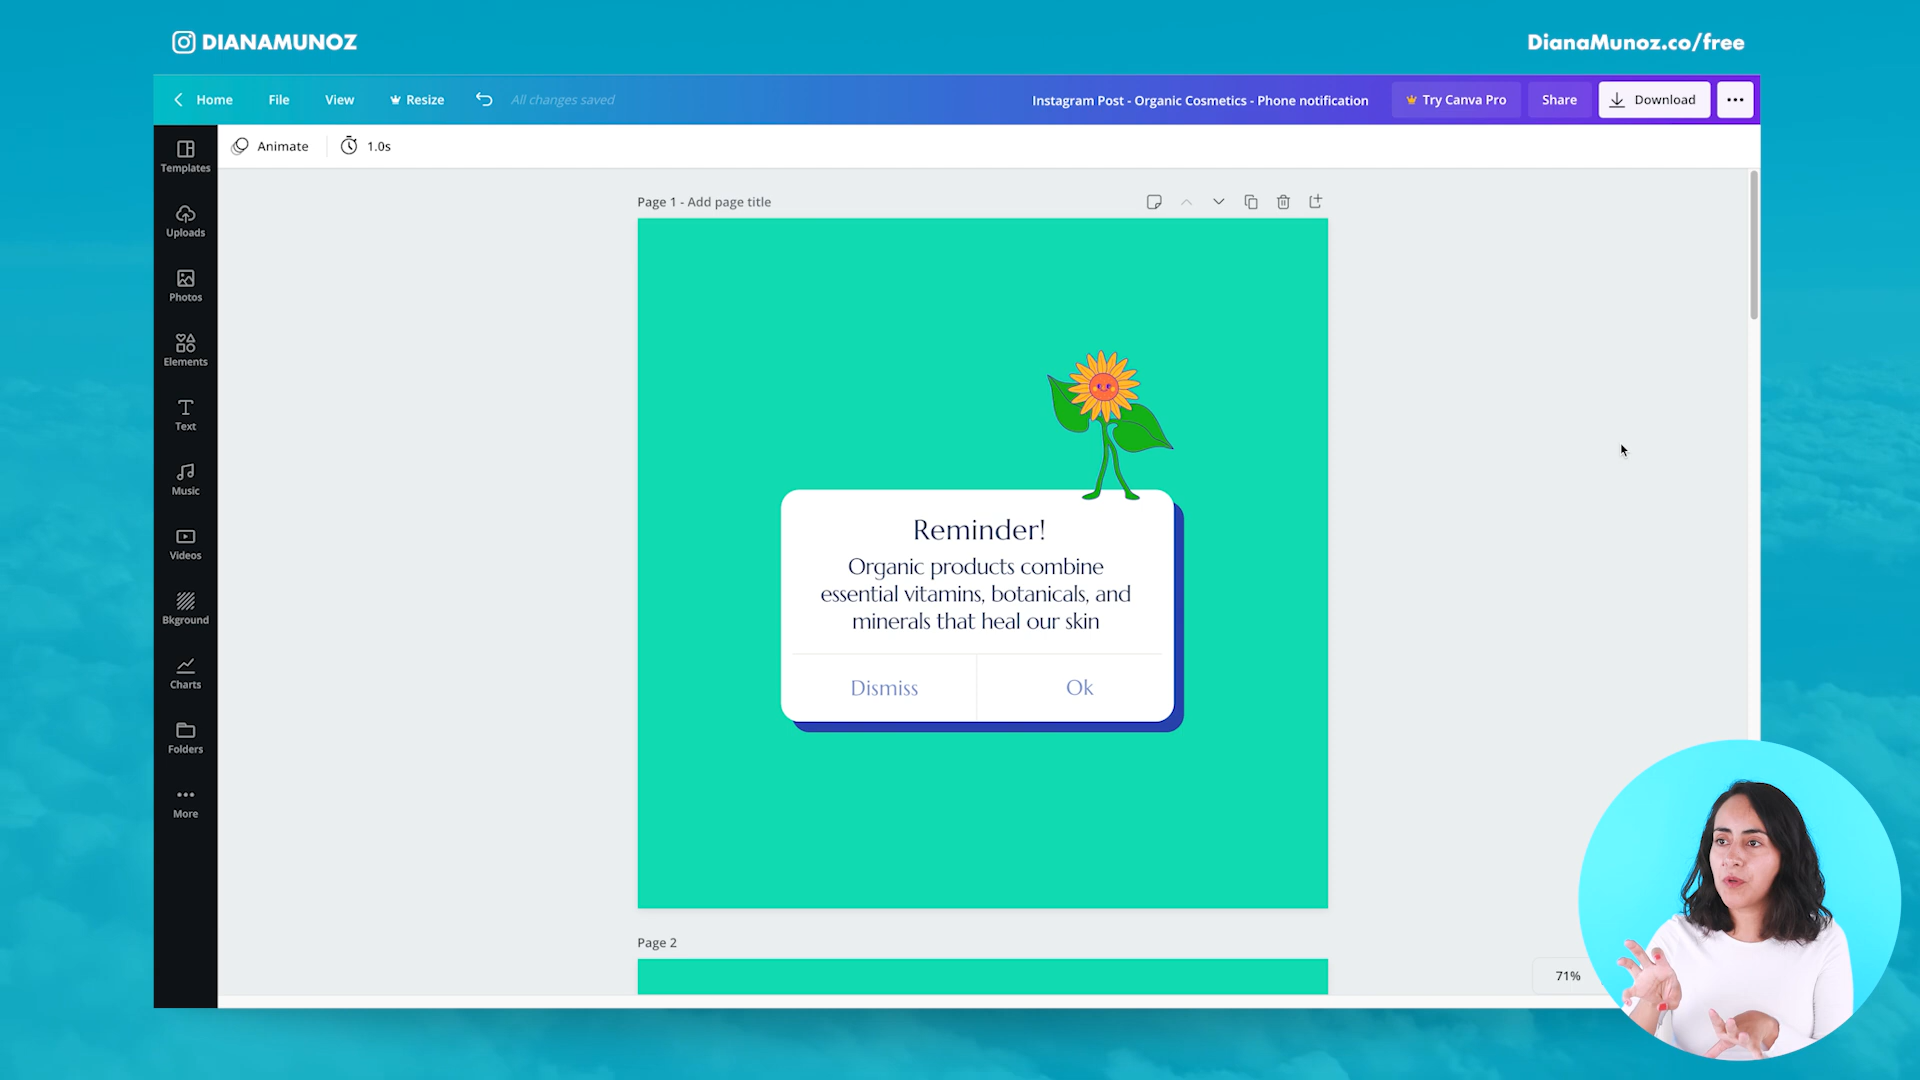 DIANAMUNOZ
DianaMunoz.co/free
Home File View Resize All changes saved Instagram Post - Organic Cosmetics - Phone notification Try Canva Pro Share Download
Animate 1.0s
Templates
Uploads
Photos
Elements
Text
Music
Videos
Bkground
Charts
Folders
More
Page 1 - Add page title
Reminder!
Organic products combine
essential vitamins, botanicals, and
minerals that heal our skin
Dismiss Ok
Page 2
71%